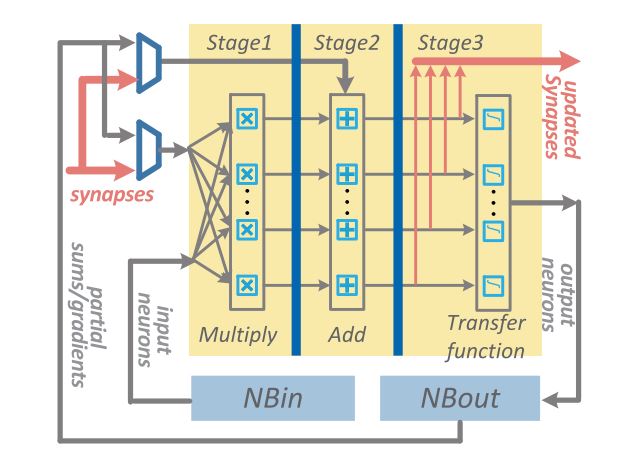 Stage1
Stage2
Stage3
updated
Synapses
synapses
partial
sums/gradients
input
neurons
output
neurons
Multiply
Add
Transfer
function
NBin
NBout